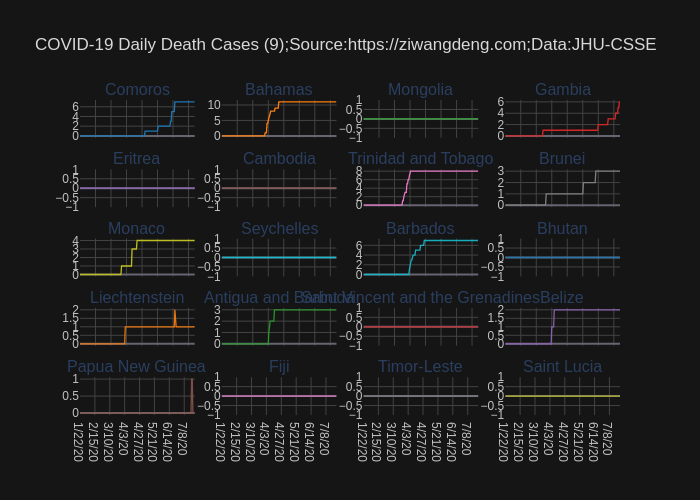 COVID-19 Daily Death Cases (9);Source:https://ziwangdeng.com;Data:JHU-CSSE
Comoros Bahamas Mongolia Gambia
6 4 2 0 10 5 0 1 0.5 0 −0.5 −1 6 4 2 0
Eritrea Cambodia Trinidad and Tobago Brunei
1 0.5 0 −0.5 −1 1 0.5 0 −0.5 −1 8 6 4 2 0 3 2 1 0
Monaco Seychelles Barbados Bhutan
4 3 2 1 0 1 0.5 0 −0.5 −1 6 4 2 0 1 0.5 0 −0.5 −1
Liechtenstein Antigua and Barbuda Saint Vincent and the Grenadines Belize
2 1.5 1 0.5 0 3 2 1 0 1 0.5 0 −0.5 −1 2 1.5 1 0.5 0
Papua New Guinea Fiji Timor-Leste Saint Lucia
1 0.5 0 1 0.5 0 −0.5 −1 1 0.5 0 −0.5 −1 1 0.5 0 −0.5 −1
1/22/20 2/15/20 3/10/20 4/3/20 4/27/20 5/21/20 6/14/20 7/8/20 1/22/20 2/15/20 3/10/20 4/3/20 4/27/20 5/21/20 6/14/20 7/8/20 1/22/20 2/15/20 3/10/20 4/3/20 4/27/20 5/21/20 6/14/20 7/8/20 1/22/20 2/15/20 3/10/20 4/3/20 4/27/20 5/21/20 6/14/20 7/8/20